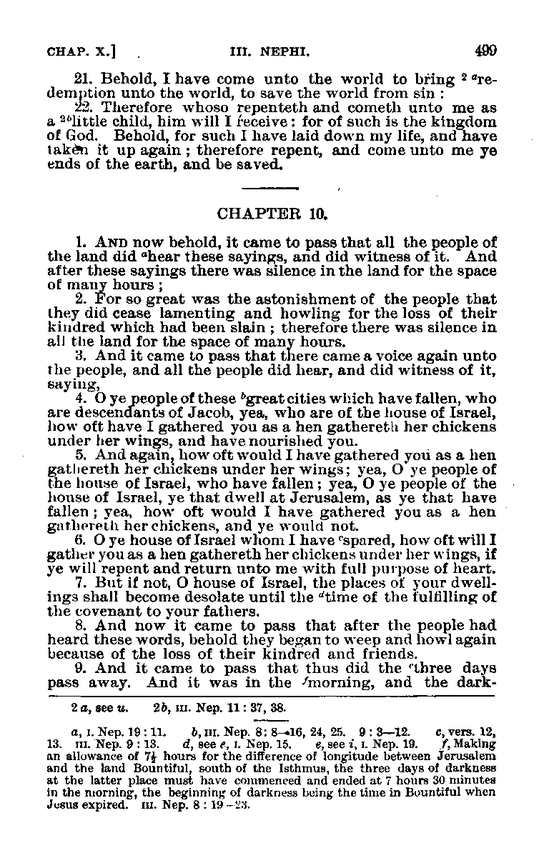 CHAP. X.] III. NEPHI. 499
21. Behold, I have come unto the world to bring ² ᵃre-
demption unto the world, to save the world from sin :
22. Therefore whoso repenteth and cometh unto me as
a ²ᵇlittle child, him will I receive : for of such is the kingdom
of God. Behold, for such I have laid down my life, and have
taken it up again ; therefore repent, and come unto me ye
ends of the earth, and be saved.
CHAPTER 10.
1. AND now behold, it came to pass that all the people of
the land did ᵃhear these sayings, and did witness of it. And
after these sayings there was silence in the land for the space
of many hours ;
2. For so great was the astonishment of the people that
they did cease lamenting and howling for the loss of their
kindred which had been slain ; therefore there was silence in
all the land for the space of many hours.
3. And it came to pass that there came a voice again unto
the people, and all the people did hear, and did witness of it,
saying,
4. O ye people of these ᵇgreat cities which have fallen, who
are descendants of Jacob, yea, who are of the house of Israel,
how oft have I gathered you as a hen gathereth her chickens
under her wings, and have nourished you.
5. And again, how oft would I have gathered you as a hen
gathereth her chickens under her wings; yea, O ye people of
the house of Israel, who have fallen ; yea, O ye people of the
house of Israel, ye that dwell at Jerusalem, as ye that have
fallen ; yea, how oft would I have gathered you as a hen
gathereth her chickens, and ye would not.
6. O ye house of Israel whom I have ᶜspared, how oft will I
gather you as a hen gathereth her chickens under her wings, if
ye will repent and return unto me with full purpose of heart.
7. But if not, O house of Israel, the places of your dwell-
ings shall become desolate until the ᵈtime of the fulfilling of
the covenant to your fathers.
8. And now it came to pass that after the people had
heard these words, behold they began to weep and howl again
because of the loss of their kindred and friends.
9. And it came to pass that thus did the ᵉthree days
pass away. And it was in the ᶠmorning, and the dark-
2 a, see u. 2b, III. Nep. 11 : 37, 38.
a, I. Nep. 19 : 11. b, III. Nep. 8 : 8—16, 24, 25. 9 : 3—12. c, vers. 12,
13. III. Nep. 9 : 13. d, see e, I. Nep. 15. e, see i, I. Nep. 19. f, Making
an allowance of 7½ hours for the difference of longitude between Jerusalem
and the land Bountiful, south of the Isthmus, the three days of darkness
at the latter place must have commenced and ended at 7 hours 30 minutes
in the morning, the beginning of darkness being the time in Bountiful when
Jesus expired. III. Nep. 8 : 19–23.